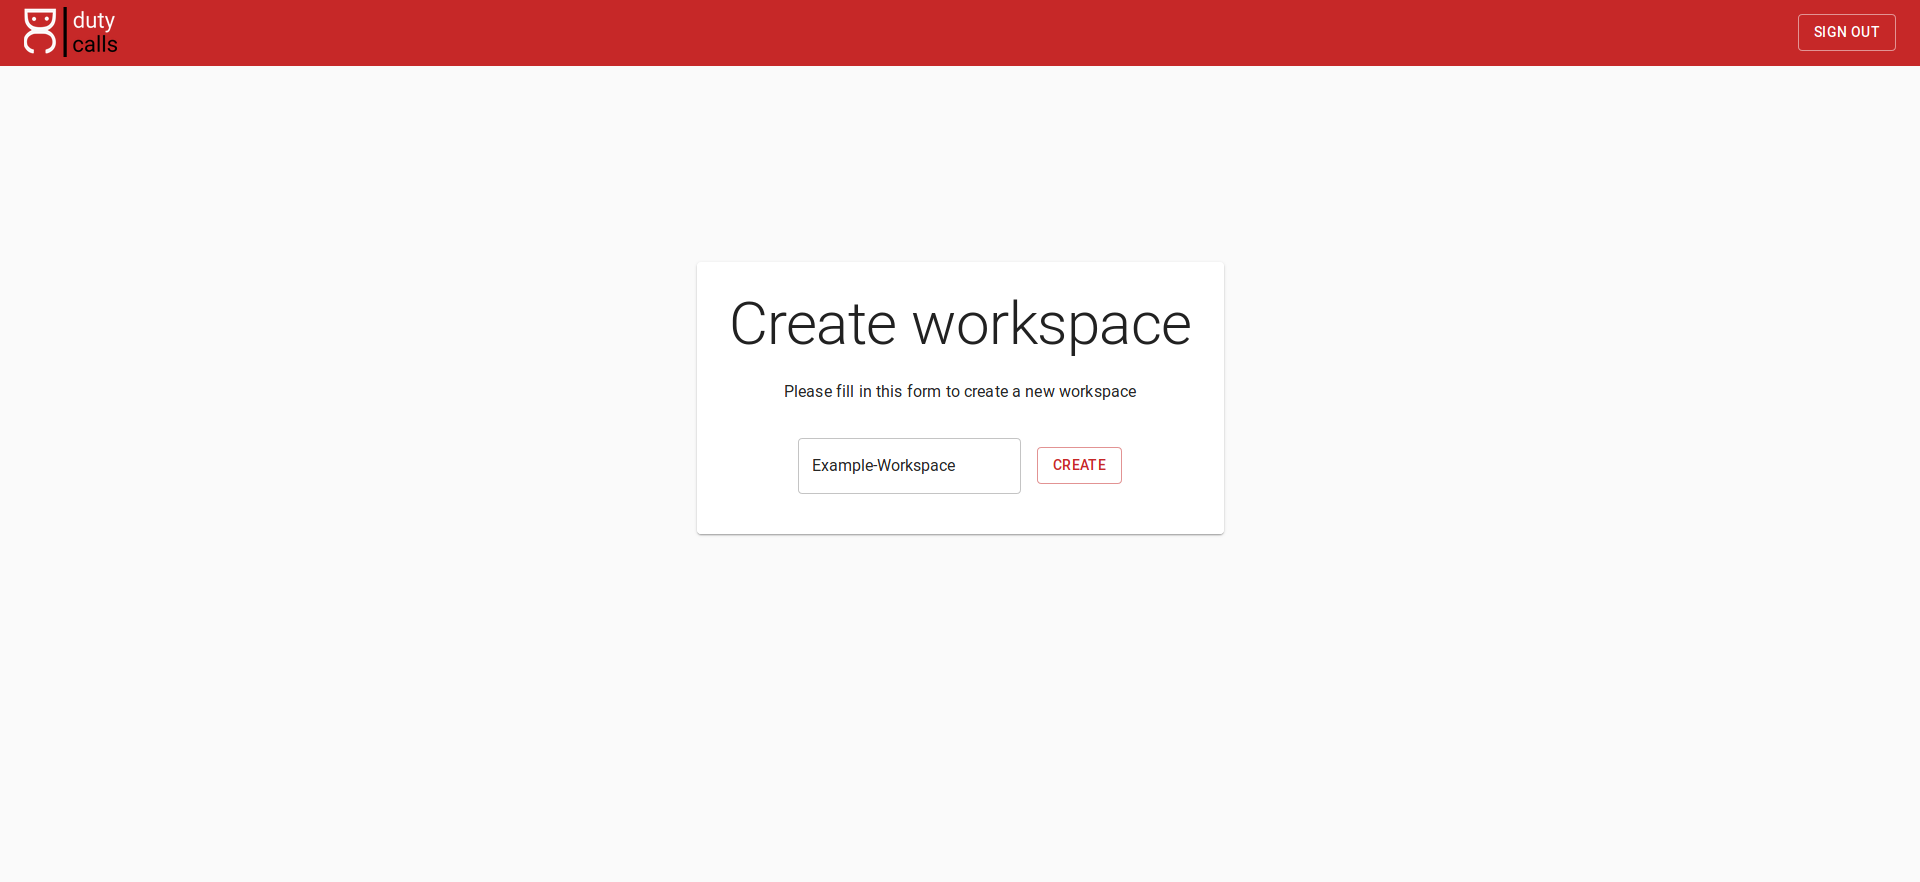 duty
calls
SIGN OUT
Create workspace
Please fill in this form to create a new workspace
Example-Workspace
CREATE